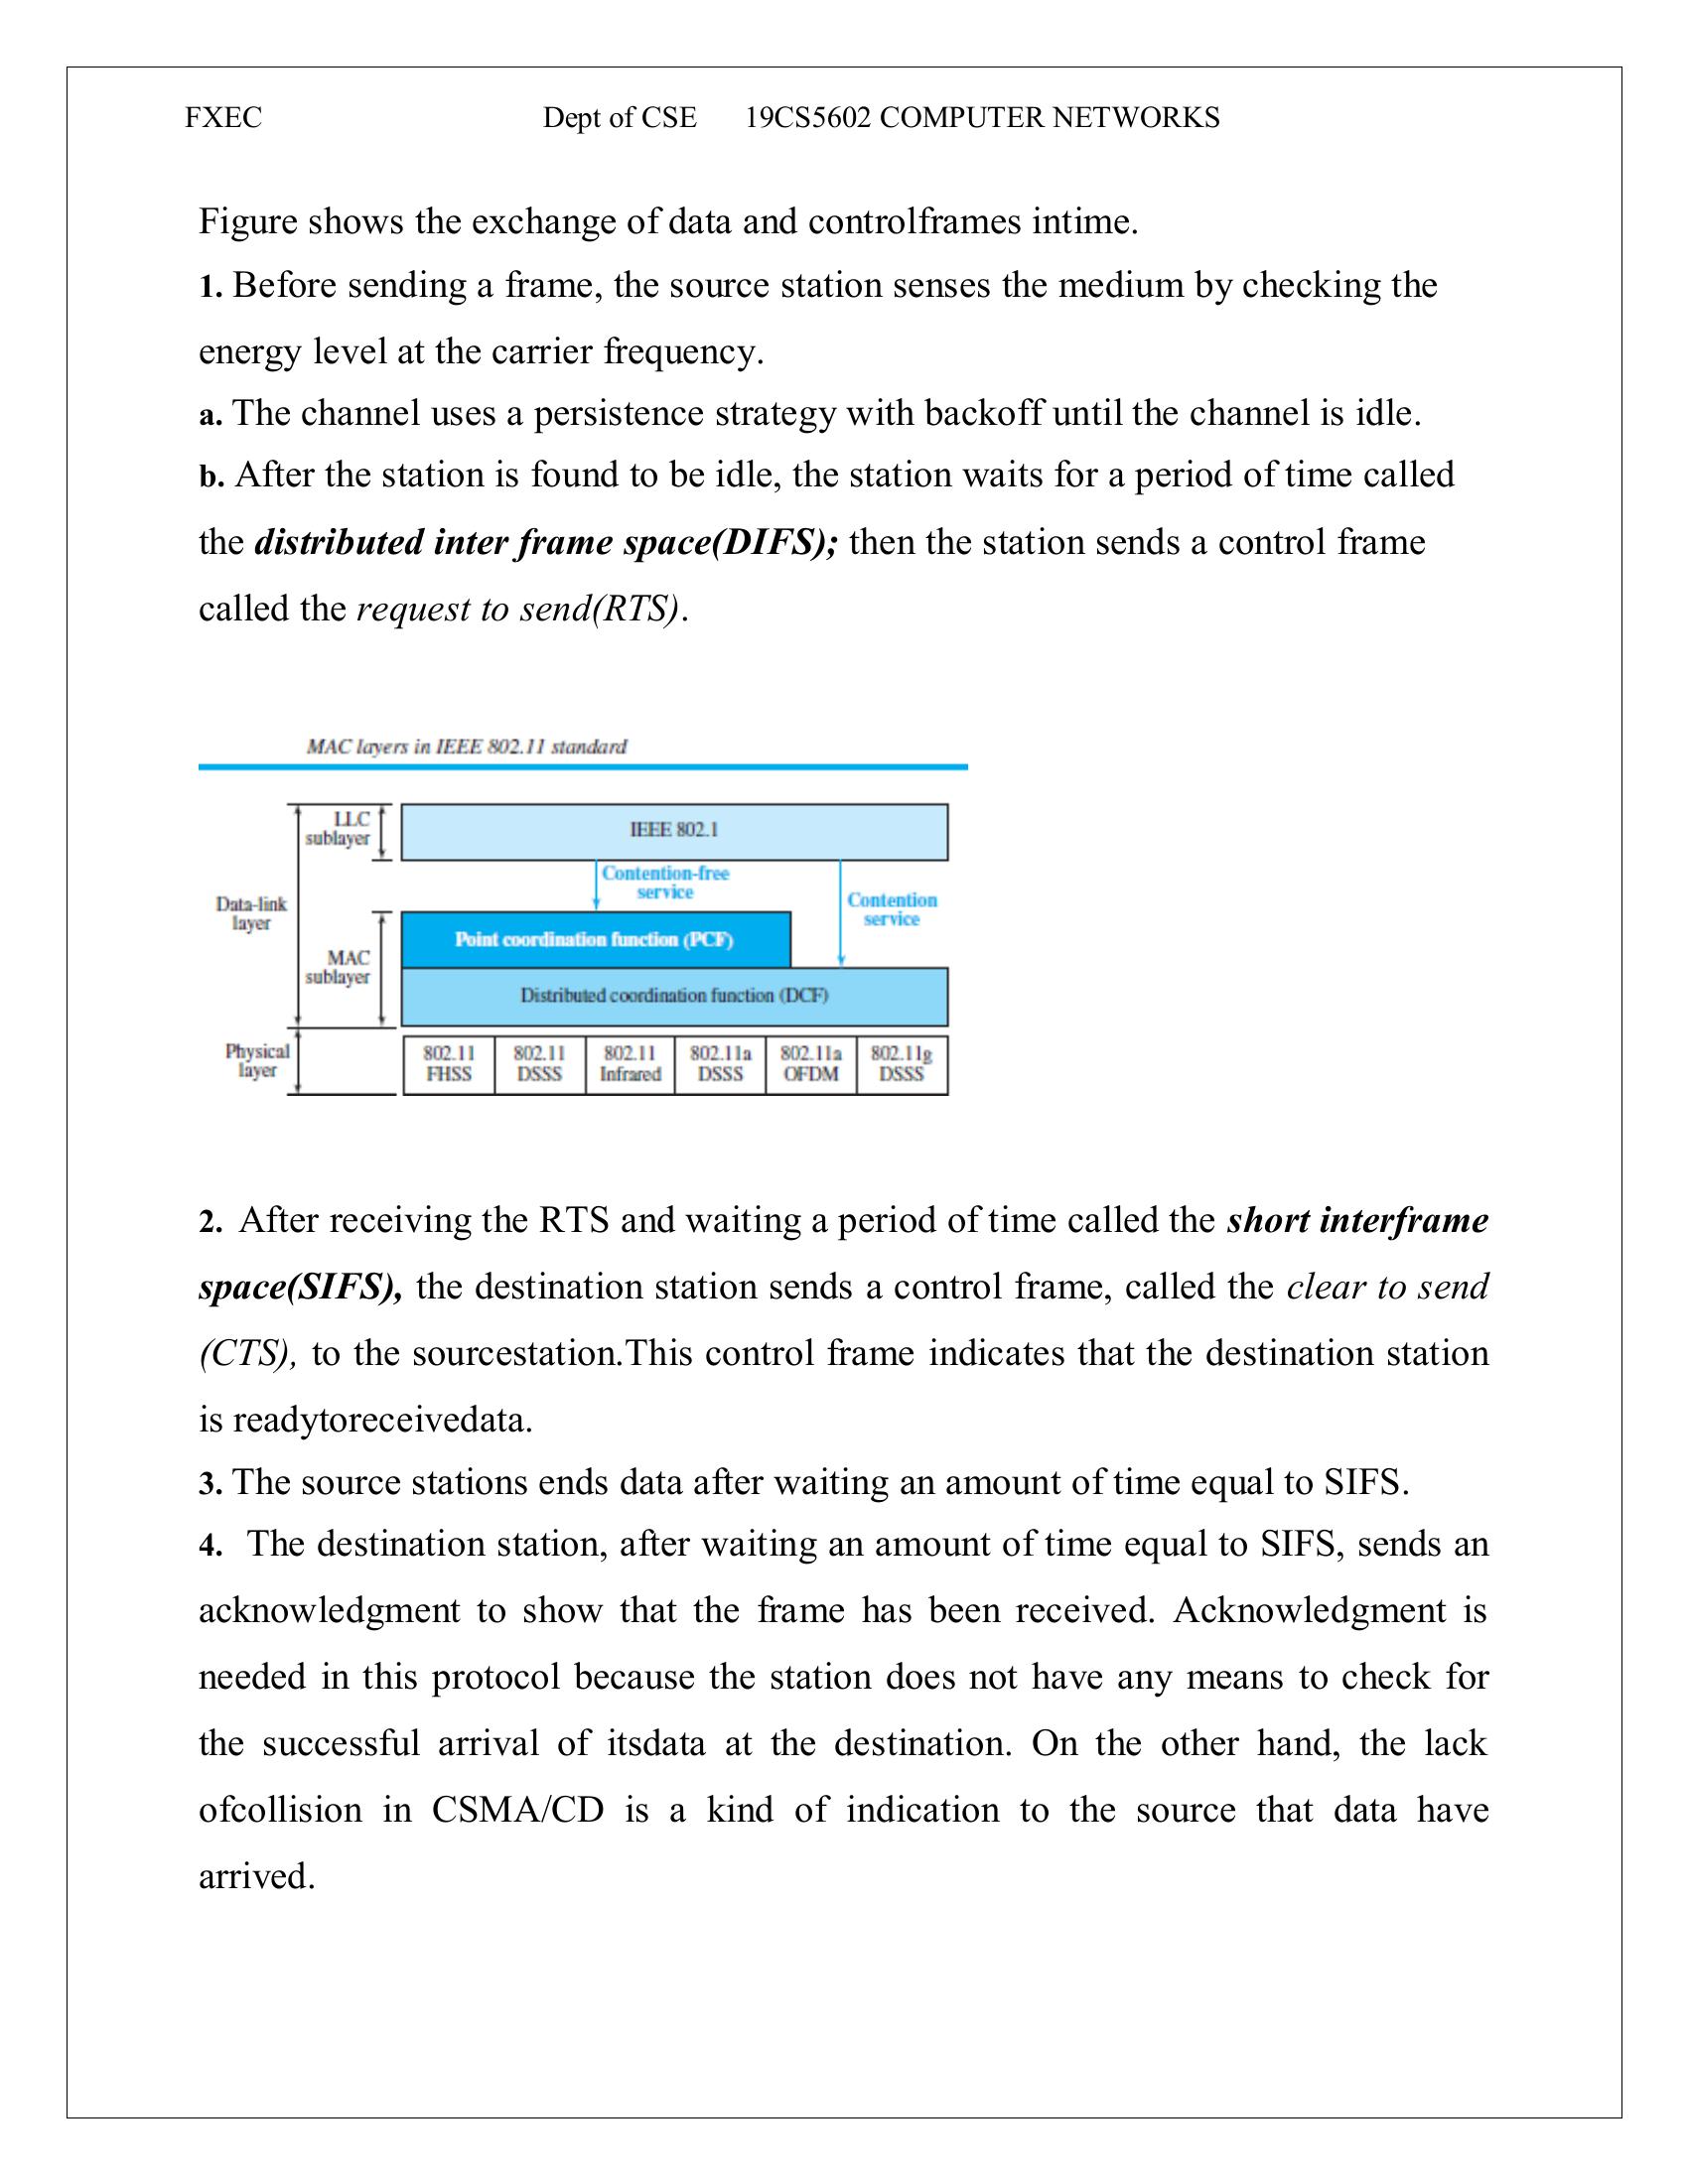 FXEC Dept of CSE 19CS5602 COMPUTER NETWORKS
Figure shows the exchange of data and controlframes intime.
1. Before sending a frame, the source station senses the medium by checking the
energy level at the carrier frequency.
a. The channel uses a persistence strategy with backoff until the channel is idle.
b. After the station is found to be idle, the station waits for a period of time called
the distributed inter frame space(DIFS); then the station sends a control frame
called the request to send(RTS).
MAC layers in IEEE 802.11 standard
LLC
sublayer
IEEE 802.1
Contention-free
service
Contention
service
Data-link
layer
Point coordination function (PCF)
MAC
sublayer
Distributed coordination function (DCF)
Physical
layer
802.11
FHSS
802.11
DSSS
802.11
Infrared
802.11a
DSSS
802.11a
OFDM
802.11g
DSSS
2. After receiving the RTS and waiting a period of time called the short interframe
space(SIFS), the destination station sends a control frame, called the clear to send
(CTS), to the sourcestation.This control frame indicates that the destination station
is readytoreceivedata.
3. The source stations ends data after waiting an amount of time equal to SIFS.
4. The destination station, after waiting an amount of time equal to SIFS, sends an
acknowledgment to show that the frame has been received. Acknowledgment is
needed in this protocol because the station does not have any means to check for
the successful arrival of itsdata at the destination. On the other hand, the lack
ofcollision in CSMA/CD is a kind of indication to the source that data have
arrived.